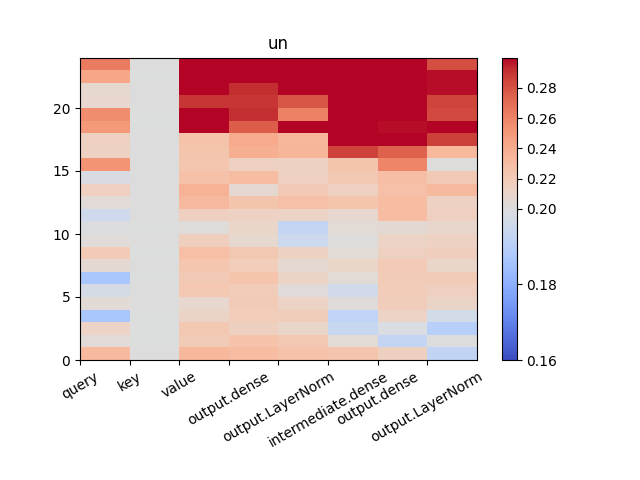 un
20
15
10
5
0
query
key
value
output.dense
output.LayerNorm
intermediate.dense
output.dense
output.LayerNorm
0.28
0.26
0.24
0.22
0.20
0.18
0.16